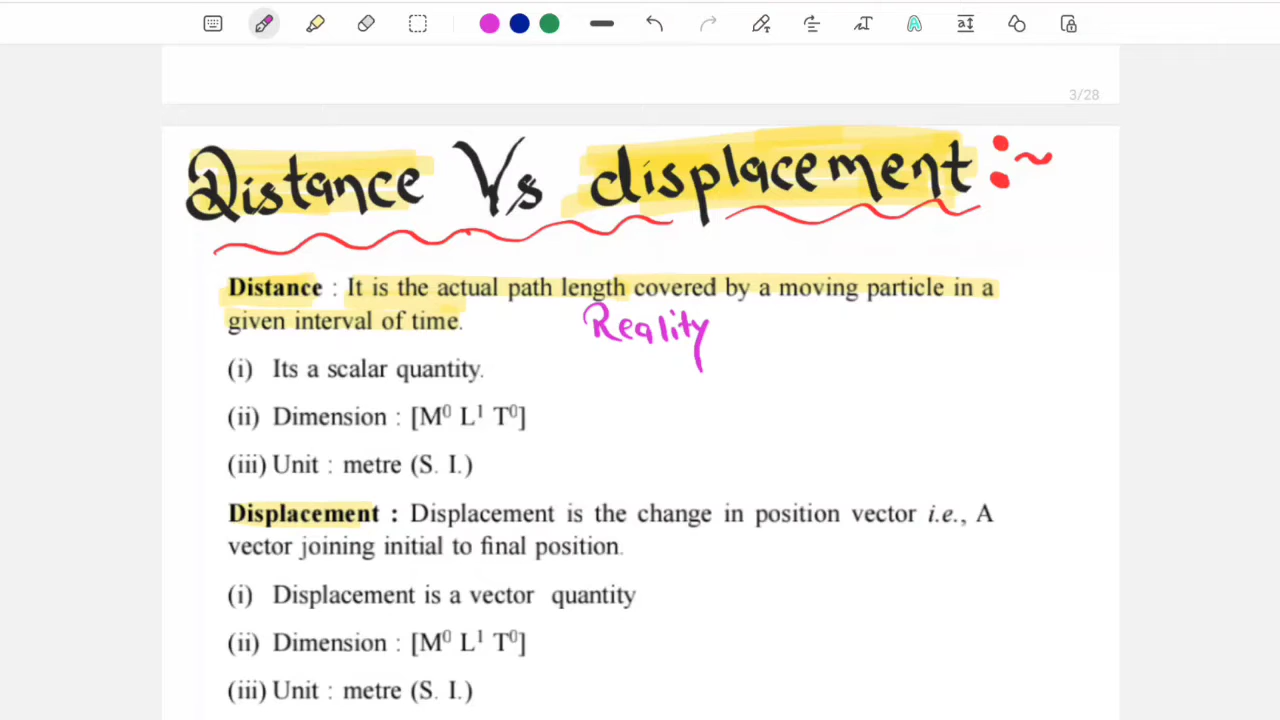 3/28
Distance Vs displacement :~
Distance : It is the actual path length covered by a moving particle in a
given interval of time.
Reality
(i) Its a scalar quantity.
(ii) Dimension : [M⁰ L¹ T⁰]
(iii) Unit : metre (S. I.)
Displacement : Displacement is the change in position vector i.e., A
vector joining initial to final position.
(i) Displacement is a vector quantity
(ii) Dimension : [M⁰ L¹ T⁰]
(iii) Unit : metre (S. I.)